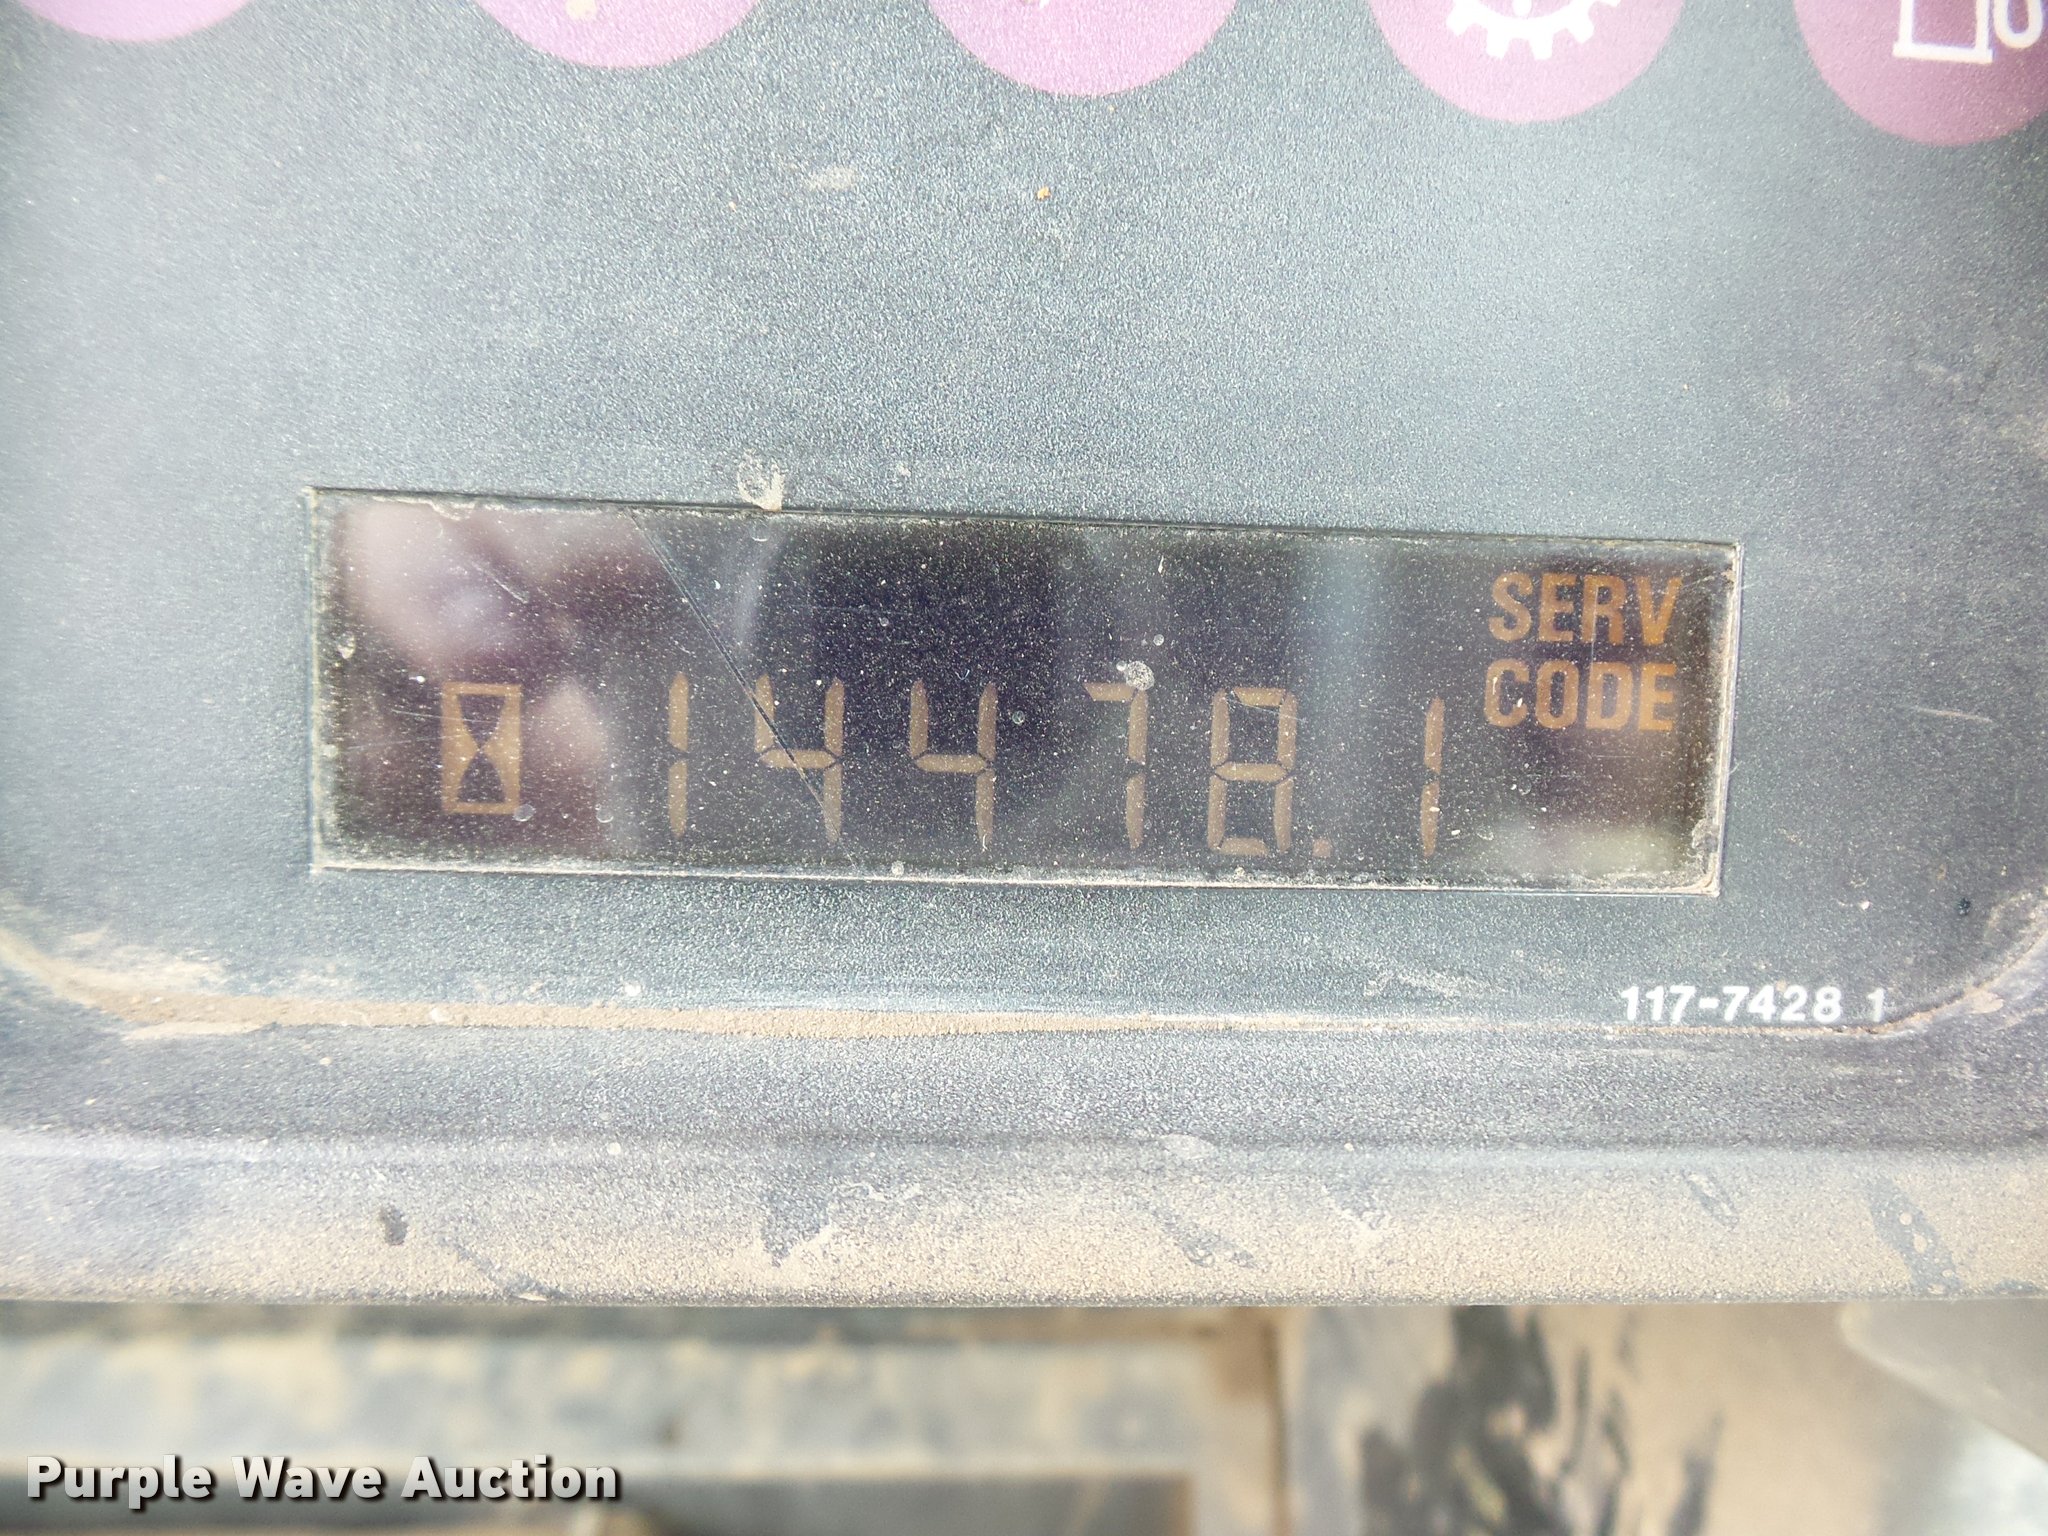 SERV
CODE
14478.1
117-7428 1
Purple Wave Auction